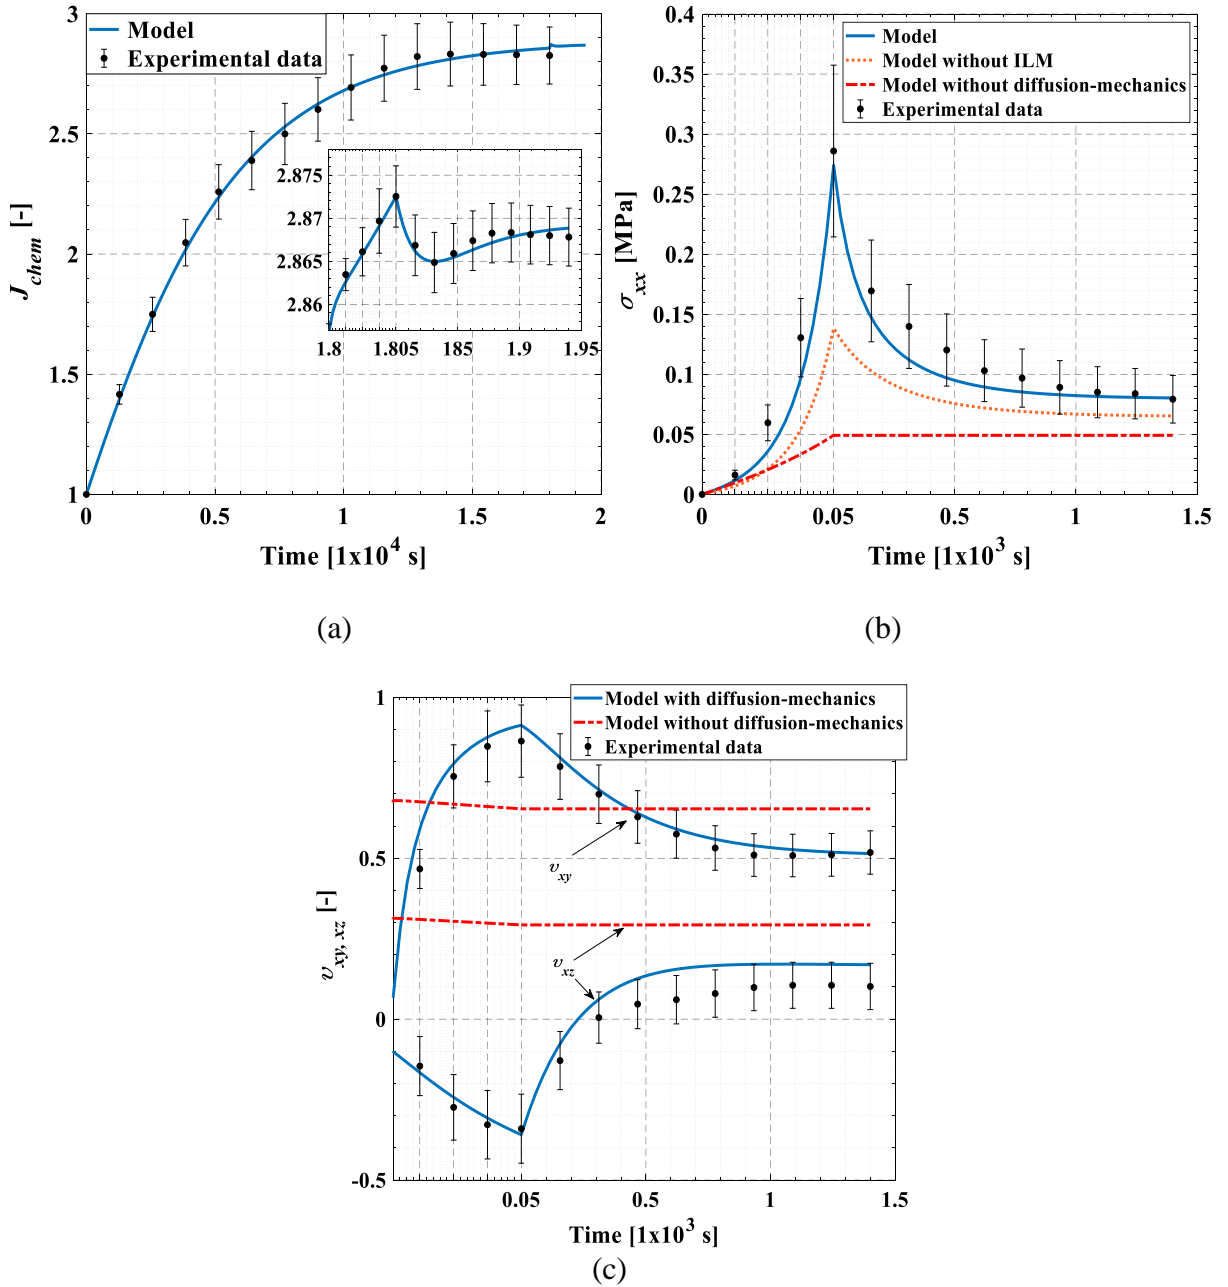 3
2.5
2
1.5
1
J_chem [-]
Model
Experimental data
2.875
2.87
2.865
2.86
1.8
1.805
185
1.9
1.95
0
0.5
1
1.5
2
Time [1x10^4 s]
(a)
0.4
0.35
0.3
0.25
0.2
0.15
0.1
0.05
0
σ_xx [MPa]
Model
Model without ILM
Model without diffusion-mechanics
Experimental data
0
0.05
0.5
1
1.5
Time [1x10^3 s]
(b)
1
0.5
0
-0.5
υ_xy, xz [-]
Model with diffusion-mechanics
Model without diffusion-mechanics
Experimental data
υ_xy
υ_xz
0.05
0.5
1
1.5
Time [1x10^3 s]
(c)